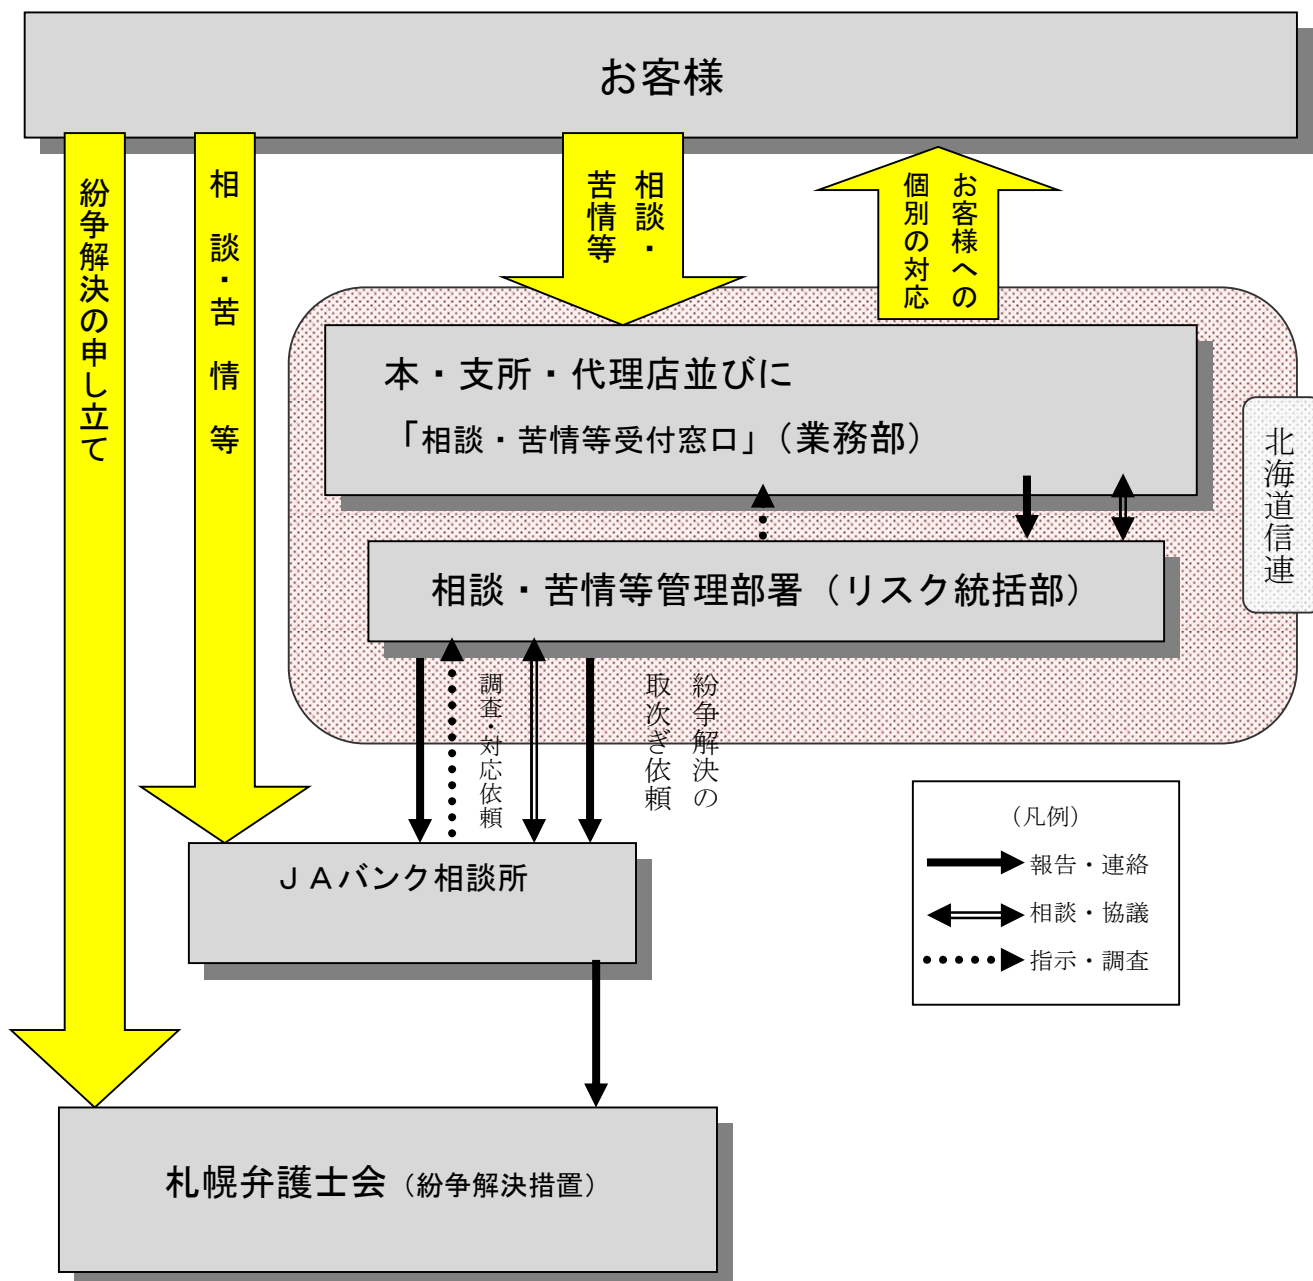 お客様
紛争解決の申し立て
相談・苦情等
相談・
苦情等
お客様への
個別の対応
本・支所・代理店並びに
「相談・苦情等受付窓口」（業務部）
北海道信連
相談・苦情等管理部署（リスク統括部）
調査・対応依頼
紛争解決の
取次ぎ依頼
（凡例）
報告・連絡
相談・協議
指示・調査
ＪＡバンク相談所
札幌弁護士会（紛争解決措置）